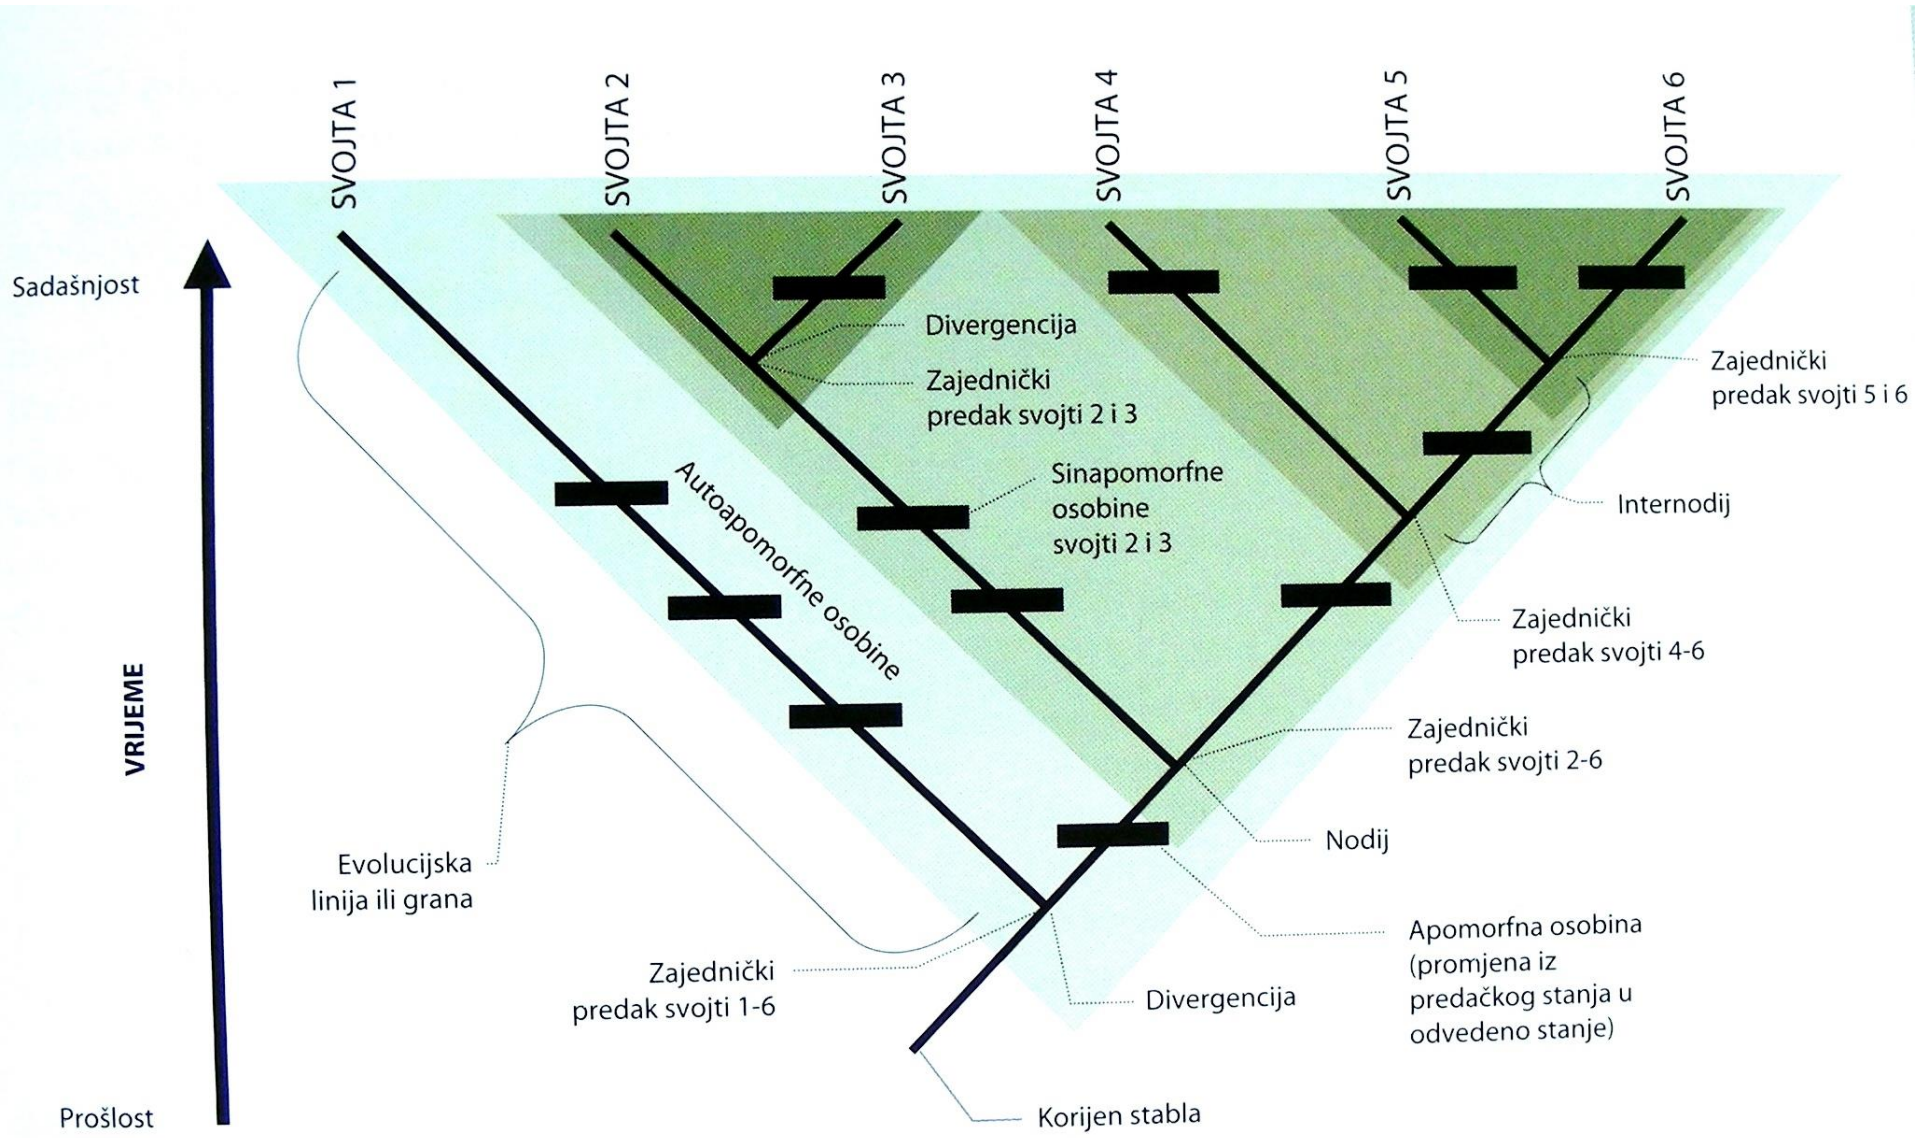 SVOJTA 1
SVOJTA 2
SVOJTA 3
SVOJTA 4
SVOJTA 5
SVOJTA 6
Sadašnjost
VRIJEME
Prošlost
Divergencija
Zajednički
predak svojti 2 i 3
Sinapomorfne
osobine
svojti 2 i 3
Autoapomorfne osobine
Zajednički
predak svojti 5 i 6
Internodij
Zajednički
predak svojti 4-6
Zajednički
predak svojti 2-6
Nodij
Evolucijska
linija ili grana
Apomorfna osobina
(promjena iz
predačkog stanja u
odvedeno stanje)
Zajednički
predak svojti 1-6
Divergencija
Korijen stabla